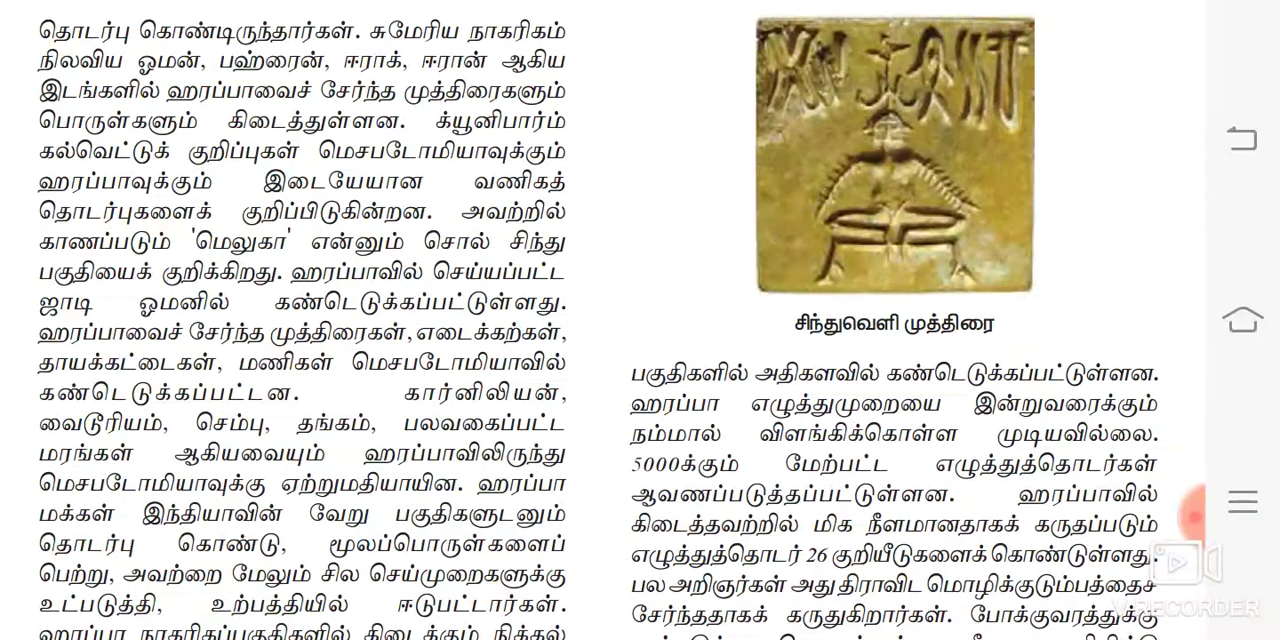 தொடர்பு கொண்டிருந்தார்கள். சுமேரிய நாகரிகம்
நிலவிய ஓமன், பஹ்ரைன், ஈராக், ஈரான் ஆகிய
இடங்களில் ஹரப்பாவைச் சேர்ந்த முத்திரைகளும்
பொருள்களும் கிடைத்துள்ளன. க்யூனிபார்ம்
கல்வெட்டுக் குறிப்புகள் மெசபடோமியாவுக்கும்
ஹரப்பாவுக்கும் இடையேயான வணிகத்
தொடர்புகளைக் குறிப்பிடுகின்றன. அவற்றில்
காணப்படும் 'மெலுகா' என்னும் சொல் சிந்து
பகுதியைக் குறிக்கிறது. ஹரப்பாவில் செய்யப்பட்ட
ஜாடி ஓமனில் கண்டெடுக்கப்பட்டுள்ளது.
ஹரப்பாவைச் சேர்ந்த முத்திரைகள், எடைக்கற்கள்,
தாயக்கட்டைகள், மணிகள் மெசபடோமியாவில்
கண்டெடுக்கப்பட்டன. கார்னிலியன்,
வைடூரியம், செம்பு, தங்கம், பலவகைப்பட்ட
மரங்கள் ஆகியவையும் ஹரப்பாவிலிருந்து
மெசபடோமியாவுக்கு ஏற்றுமதியாயின. ஹரப்பா
மக்கள் இந்தியாவின் வேறு பகுதிகளுடனும்
தொடர்பு கொண்டு, மூலப்பொருள்களைப்
பெற்று, அவற்றை மேலும் சில செய்முறைகளுக்கு
உட்படுத்தி, உற்பத்தியில் ஈடுபட்டார்கள்.
ஹரப்பா நாகரிகப்பகுதிகளில் கிடைக்கும் நிக்கல்
சிந்துவெளி முத்திரை
பகுதிகளில் அதிகளவில் கண்டெடுக்கப்பட்டுள்ளன.
ஹரப்பா எழுத்துமுறையை இன்றுவரைக்கும்
நம்மால் விளங்கிக்கொள்ள முடியவில்லை.
5000க்கும் மேற்பட்ட எழுத்துத்தொடர்கள்
ஆவணப்படுத்தப்பட்டுள்ளன. ஹரப்பாவில்
கிடைத்தவற்றில் மிக நீளமானதாகக் கருதப்படும்
எழுத்துத்தொடர் 26 குறியீடுகளைக்கொண்டுள்ளது.
பல அறிஞர்கள் அது திராவிட மொழிக்குடும்பத்தைச்
சேர்ந்ததாகக் கருதுகிறார்கள். போக்குவரத்துக்கு
V RECORDER